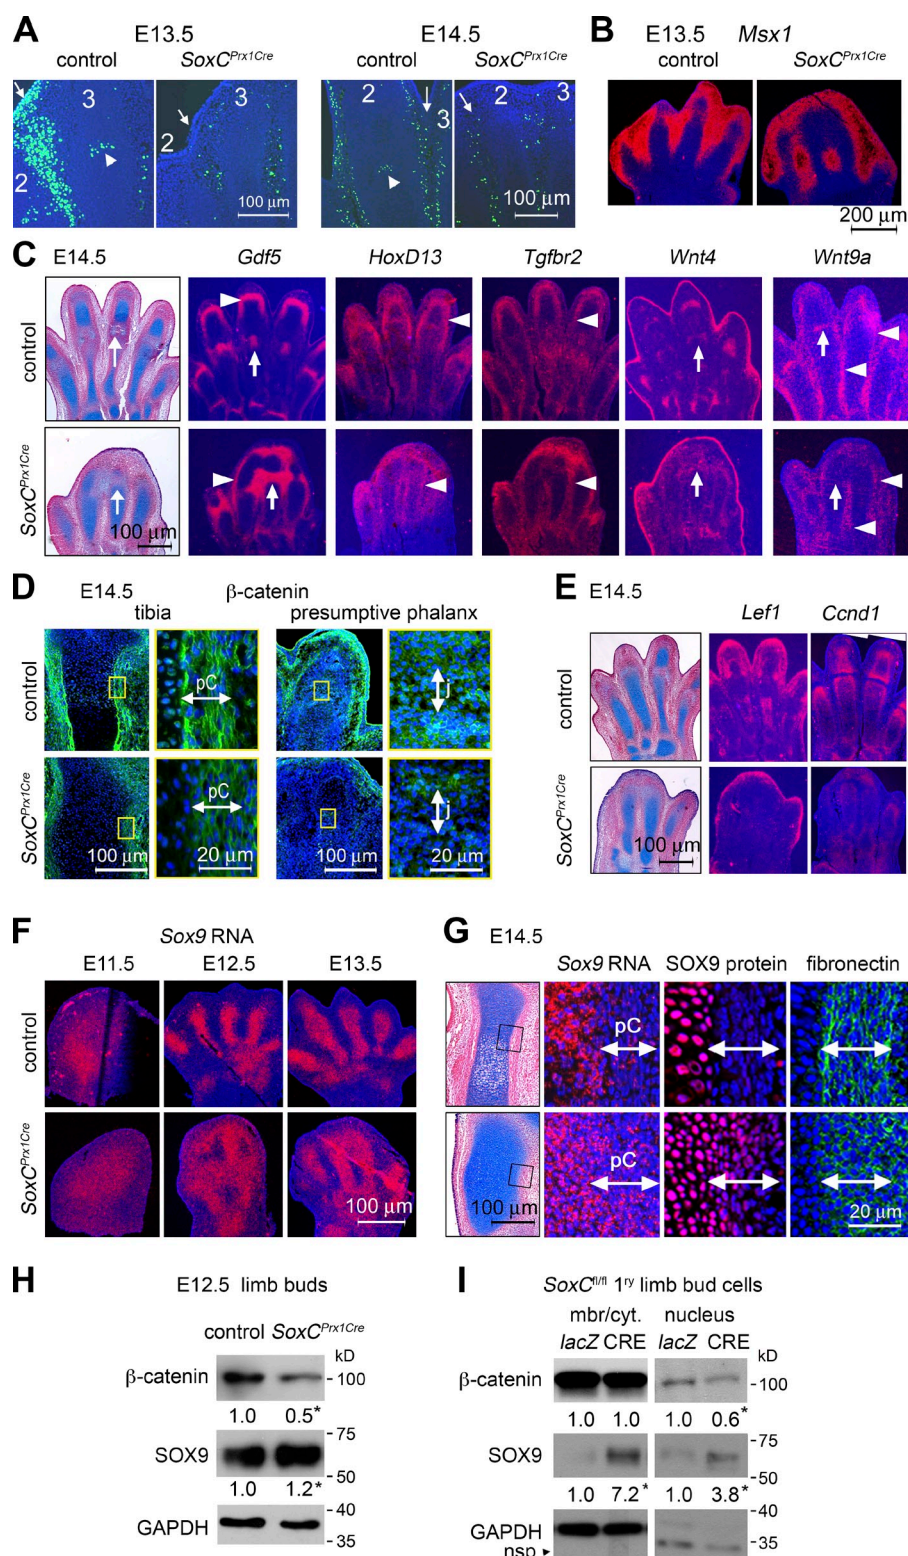 A E13.5 E14.5
control SoxC^Prx1Cre control SoxC^Prx1Cre
3 3 2 3 2
2 3 3
2
100 μm 100 μm
B E13.5 Msx1
control SoxC^Prx1Cre
200 μm
C E14.5 Gdf5 HoxD13 Tgfbr2 Wnt4 Wnt9a
control
SoxC^Prx1Cre
100 μm
D E14.5 β-catenin
tibia presumptive phalanx
control
pC j
SoxC^Prx1Cre
pC j
100 μm 20 μm 100 μm 20 μm
E E14.5
Lef1 Ccnd1
control
SoxC^Prx1Cre
100 μm
F Sox9 RNA
E11.5 E12.5 E13.5
control
SoxC^Prx1Cre
100 μm
G E14.5
Sox9 RNA SOX9 protein fibronectin
pC
pC
100 μm 20 μm
H E12.5 limb buds
control SoxC^Prx1Cre
kD
β-catenin - 100
1.0 0.5*
- 75
SOX9
- 50
1.0 1.2*
- 40
GAPDH
- 35
I SoxC^fl/fl 1^ry limb bud cells
mbr/cyt. nucleus
lacZ CRE lacZ CRE kD
β-catenin - 100
1.0 1.0 1.0 0.6*
- 75
SOX9
- 50
1.0 7.2* 1.0 3.8*
- 40
GAPDH
- 35
nsp